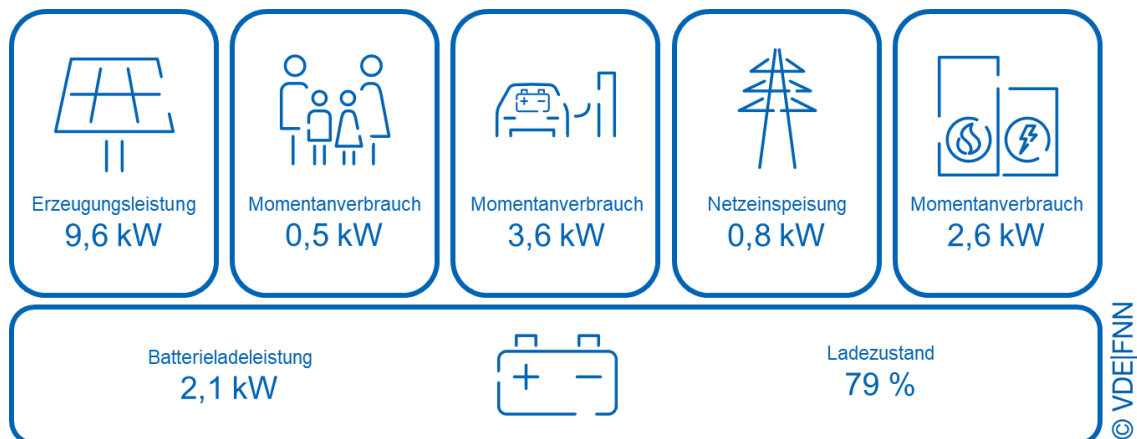 Erzeugungsleistung
9,6 kW
Momentanverbrauch
0,5 kW
Momentanverbrauch
3,6 kW
Netzeinspeisung
0,8 kW
Momentanverbrauch
2,6 kW
Batterieladeleistung
2,1 kW
Ladezustand
79 %
© VDE|FNN